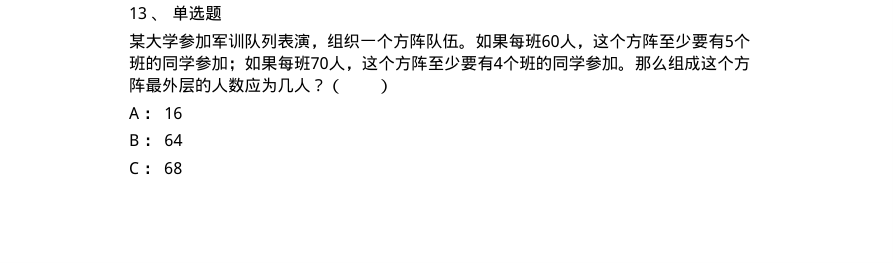 13 、 单选题
某大学参加军训队列表演，组织一个方阵队伍。如果每班60人，这个方阵至少要有5个
班的同学参加；如果每班70人，这个方阵至少要有4个班的同学参加。那么组成这个方
阵最外层的人数应为几人？（　　）
A ： 16
B ： 64
C ： 68